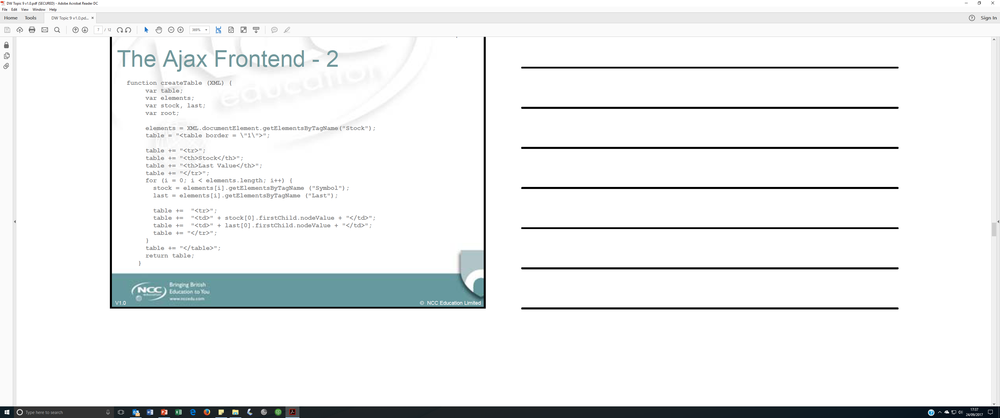 DW Topic 9 v1.0.pdf (SECURED) - Adobe Acrobat Reader DC
File Edit View Window Help
Home Tools DW Topic 9 v1.0.pd... × Sign In
7 / 12 369%
The Ajax Frontend - 2
education
function createTable (XML) {
var table;
var elements;
var stock, last;
var root;
elements = XML.documentElement.getElementsByTagName("Stock");
table = "<table border = \"1\">";
table += "<tr>";
table += "<th>Stock</th>";
table += "<th>Last Value</th>";
table += "</tr>";
for (i = 0; i < elements.length; i++) {
stock = elements[i].getElementsByTagName ("Symbol");
last = elements[i].getElementsByTagName ("Last");
table += "<tr>";
table += "<td>" + stock[0].firstChild.nodeValue + "</td>";
table += "<td>" + last[0].firstChild.nodeValue + "</td>";
table += "</tr>";
}
table += "</table>";
return table;
}
NCC education
Bringing British
Education to You
www.nccedu.com
V1.0 © NCC Education Limited
Type here to search
17:37
24/09/2017